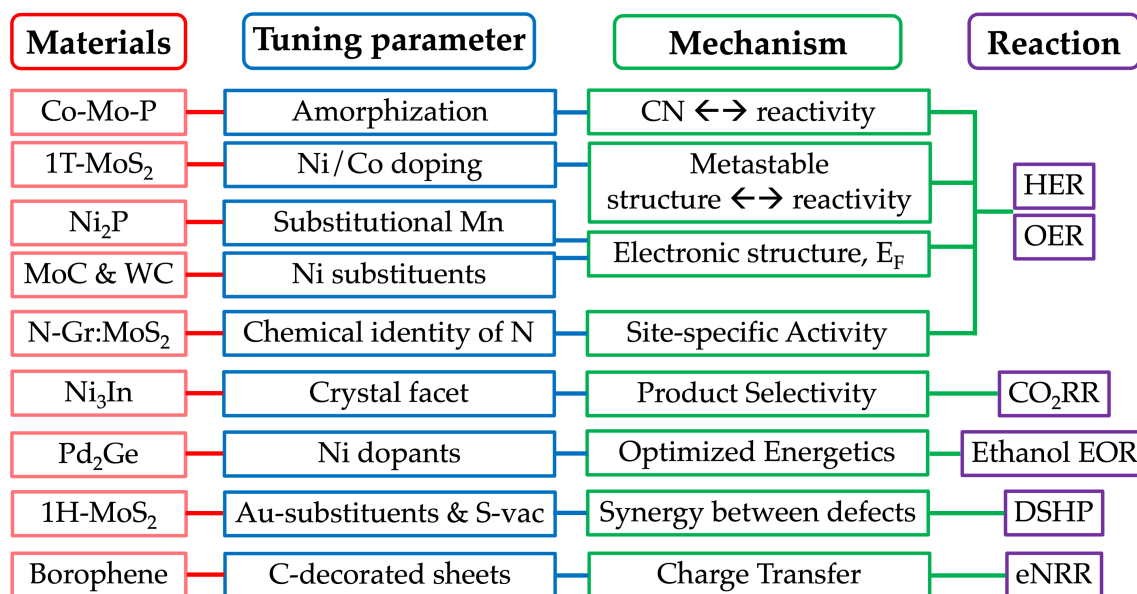 Materials Tuning parameter Mechanism Reaction
Co-Mo-P Amorphization CN ←→ reactivity
1T-MoS₂ Ni/Co doping Metastable
structure ←→ reactivity
HER
Ni₂P Substitutional Mn
OER
Electronic structure, E_F
MoC & WC Ni substituents
N-Gr:MoS₂ Chemical identity of N Site-specific Activity
Ni₃In Crystal facet Product Selectivity CO₂RR
Pd₂Ge Ni dopants Optimized Energetics Ethanol EOR
1H-MoS₂ Au-substituents & S-vac Synergy between defects DSHP
Borophene C-decorated sheets Charge Transfer eNRR